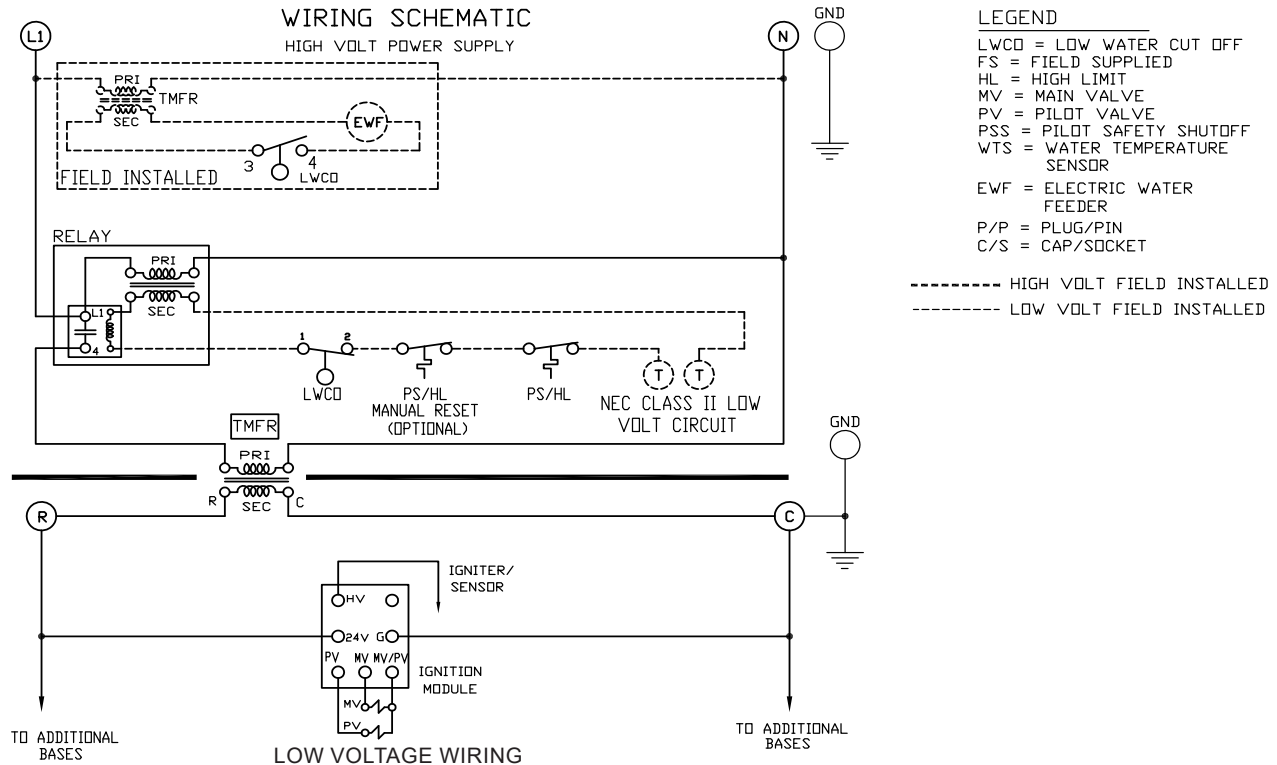 WIRING SCHEMATIC
HIGH VOLT POWER SUPPLY
L1
N
GND
PRI
TMFR
SEC
EWF
3
4
LWCO
FIELD INSTALLED
RELAY
PRI
SEC
L1
4
1
2
LWCO
PS/HL
MANUAL RESET
(OPTIONAL)
PS/HL
T
T
NEC CLASS II LOW
VOLT CIRCUIT
TMFR
PRI
R
SEC
C
GND
R
C
IGNITER/
SENSOR
HV
24V
G
PV
MV
MV/PV
IGNITION
MODULE
MV
PV
TO ADDITIONAL
BASES
TO ADDITIONAL
BASES
LOW VOLTAGE WIRING
LEGEND
LWCO = LOW WATER CUT OFF
FS = FIELD SUPPLIED
HL = HIGH LIMIT
MV = MAIN VALVE
PV = PILOT VALVE
PSS = PILOT SAFETY SHUTOFF
WTS = WATER TEMPERATURE
SENSOR
EWF = ELECTRIC WATER
FEEDER
P/P = PLUG/PIN
C/S = CAP/SOCKET
HIGH VOLT FIELD INSTALLED
LOW VOLT FIELD INSTALLED